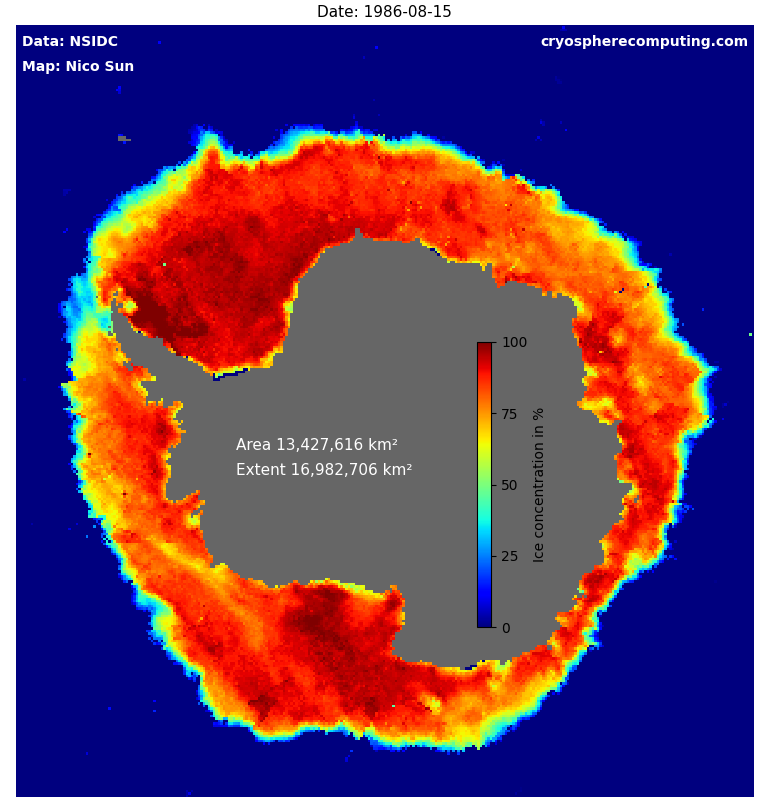 Date: 1986-08-15
Data: NSIDC
cryospherecomputing.com
Map: Nico Sun
100
75
50
25
0
Ice concentration in %
Area 13,427,616 km²
Extent 16,982,706 km²